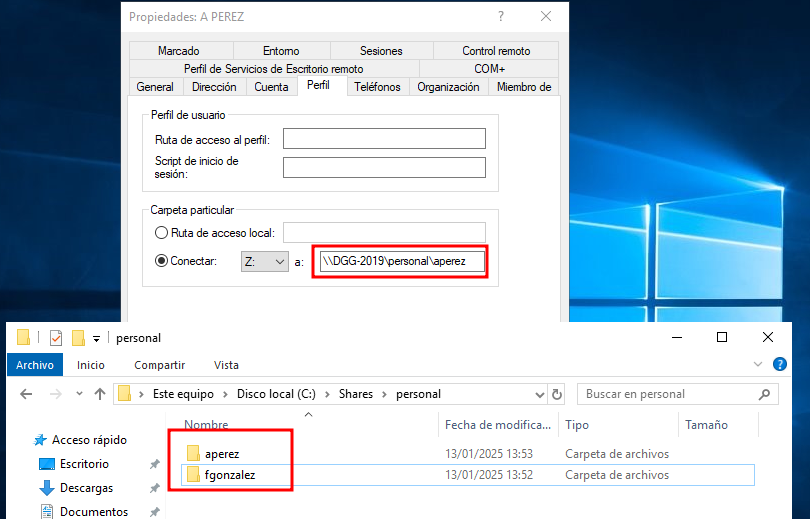 Propiedades: A PEREZ ? ×
Marcado Entorno Sesiones Control remoto
Perfil de Servicios de Escritorio remoto COM+
General Dirección Cuenta Perfil Teléfonos Organización Miembro de
Perfil de usuario
Ruta de acceso al perfil:
Script de inicio de
sesión:
Carpeta particular
Ruta de acceso local:
Conectar: Z: a: \\DGG-2019\personal\aperez
personal
Archivo Inicio Compartir Vista
Este equipo › Disco local (C:) › Shares › personal
Buscar en personal
Nombre Fecha de modifica... Tipo Tamaño
Acceso rápido
Escritorio
Descargas
Documentos
aperez 13/01/2025 13:53 Carpeta de archivos
fgonzalez 13/01/2025 13:52 Carpeta de archivos